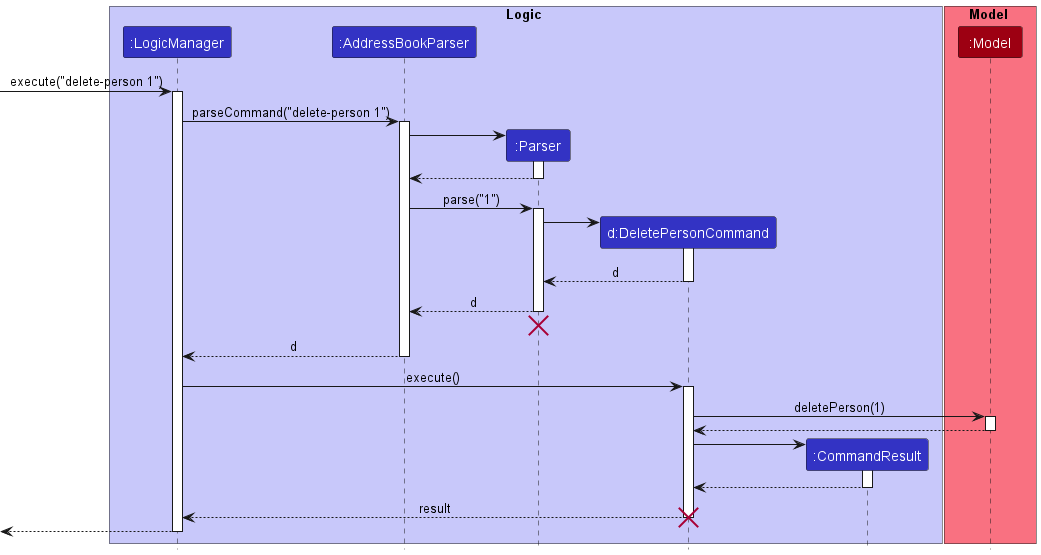 Logic
Model
:LogicManager
:AddressBookParser
:Model
execute("delete-person 1")
parseCommand("delete-person 1")
:Parser
parse("1")
d:DeletePersonCommand
d
d
d
execute()
deletePerson(1)
:CommandResult
result